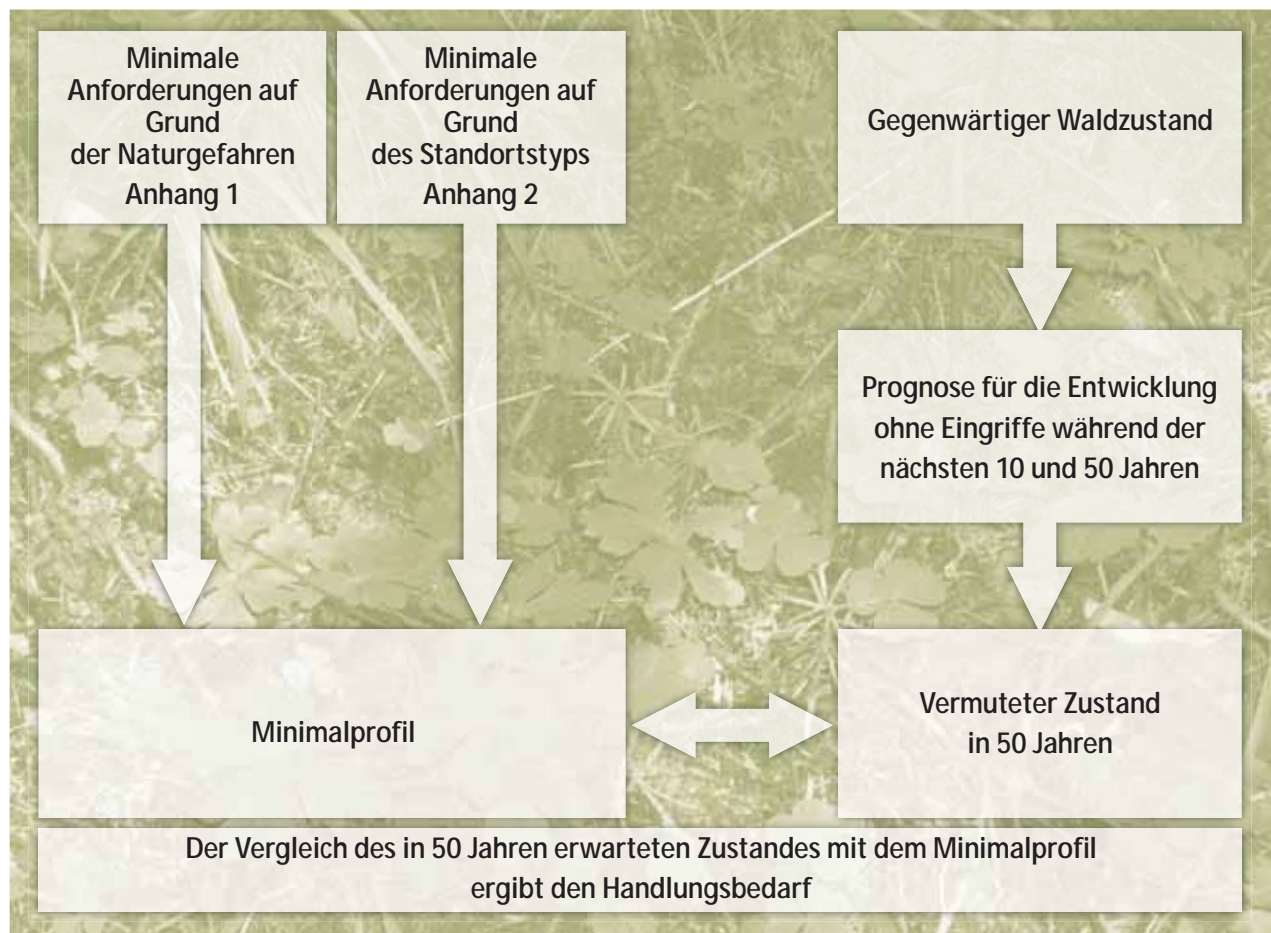 Minimale
Anforderungen auf
Grund
der Naturgefahren
Anhang 1
Minimale
Anforderungen auf
Grund
des Standortstyps
Anhang 2
Gegenwärtiger Waldzustand
Prognose für die Entwicklung
ohne Eingriffe während der
nächsten 10 und 50 Jahren
Minimalprofil
Vermuteter Zustand
in 50 Jahren
Der Vergleich des in 50 Jahren erwarteten Zustandes mit dem Minimalprofil
ergibt den Handlungsbedarf